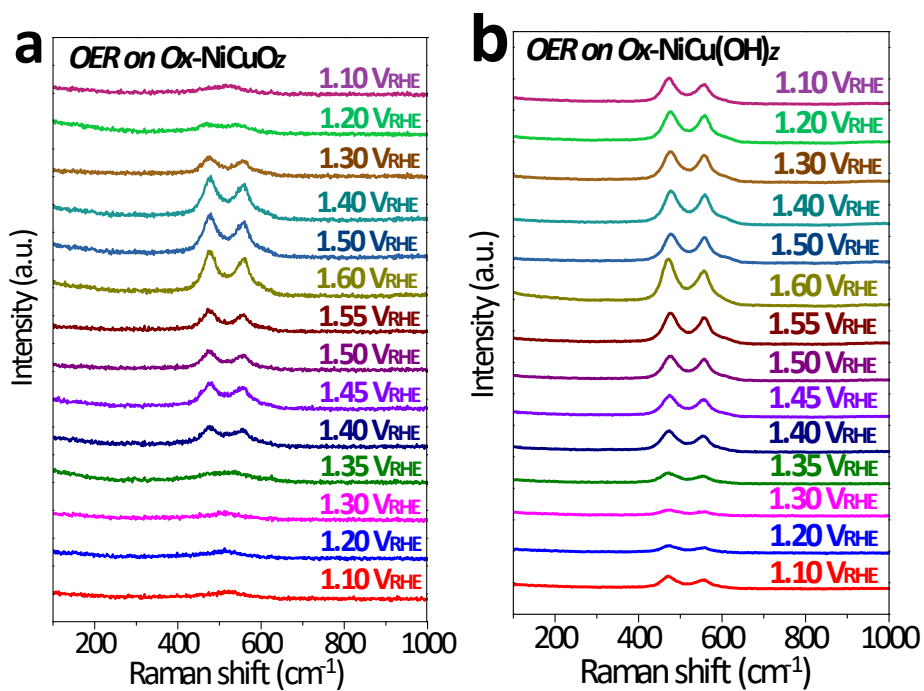 a
OER on Ox-NiCuOz
1.10 VRHE
1.20 VRHE
1.30 VRHE
1.40 VRHE
1.50 VRHE
1.60 VRHE
1.55 VRHE
1.50 VRHE
1.45 VRHE
1.40 VRHE
1.35 VRHE
1.30 VRHE
1.20 VRHE
1.10 VRHE
Intensity (a.u.)
200 400 600 800 1000
Raman shift (cm-1)
b
OER on Ox-NiCu(OH)z
1.10 VRHE
1.20 VRHE
1.30 VRHE
1.40 VRHE
1.50 VRHE
1.60 VRHE
1.55 VRHE
1.50 VRHE
1.45 VRHE
1.40 VRHE
1.35 VRHE
1.30 VRHE
1.20 VRHE
1.10 VRHE
Intensity (a.u.)
200 400 600 800 1000
Raman shift (cm-1)